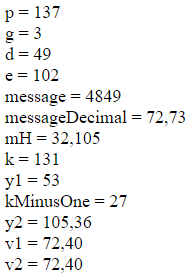 p = 137
g = 3
d = 49
e = 102
message = 4849
messageDecimal = 72,73
mH = 32,105
k = 131
y1 = 53
kMinusOne = 27
y2 = 105,36
v1 = 72,40
v2 = 72,40